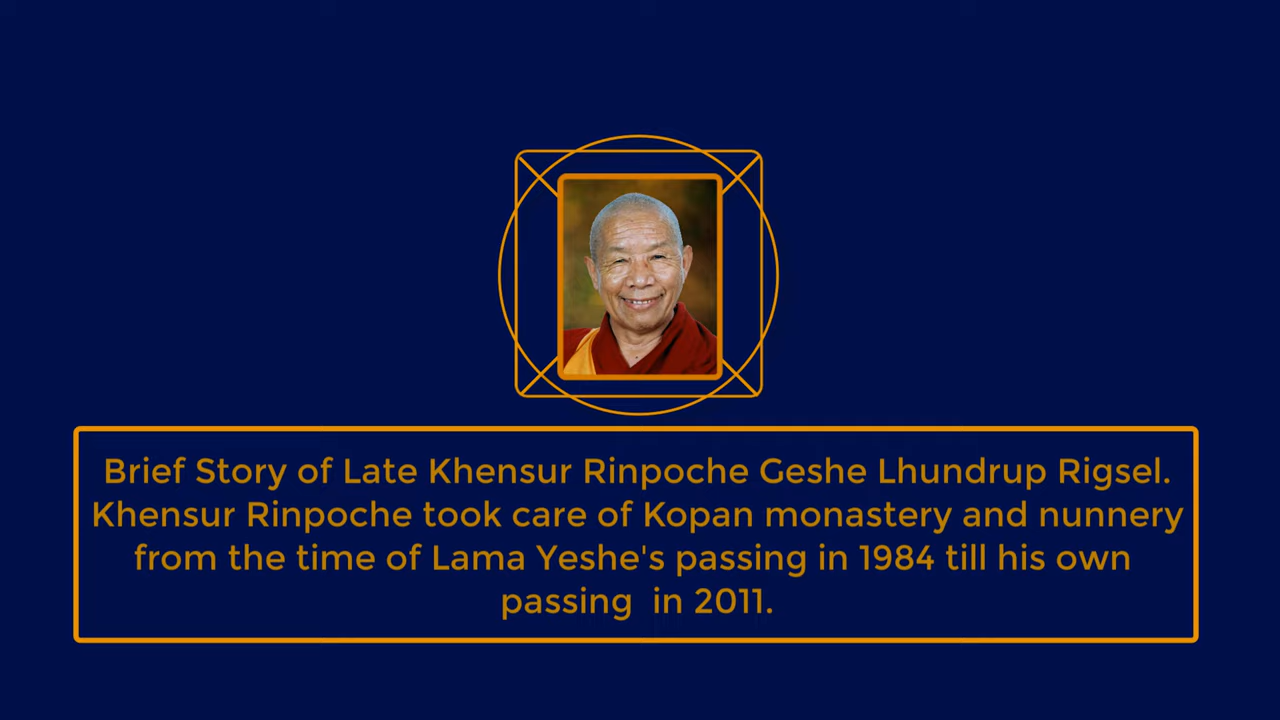 Brief Story of Late Khensur Rinpoche Geshe Lhundrup Rigsel.
Khensur Rinpoche took care of Kopan monastery and nunnery
from the time of Lama Yeshe's passing in 1984 till his own
passing  in 2011.